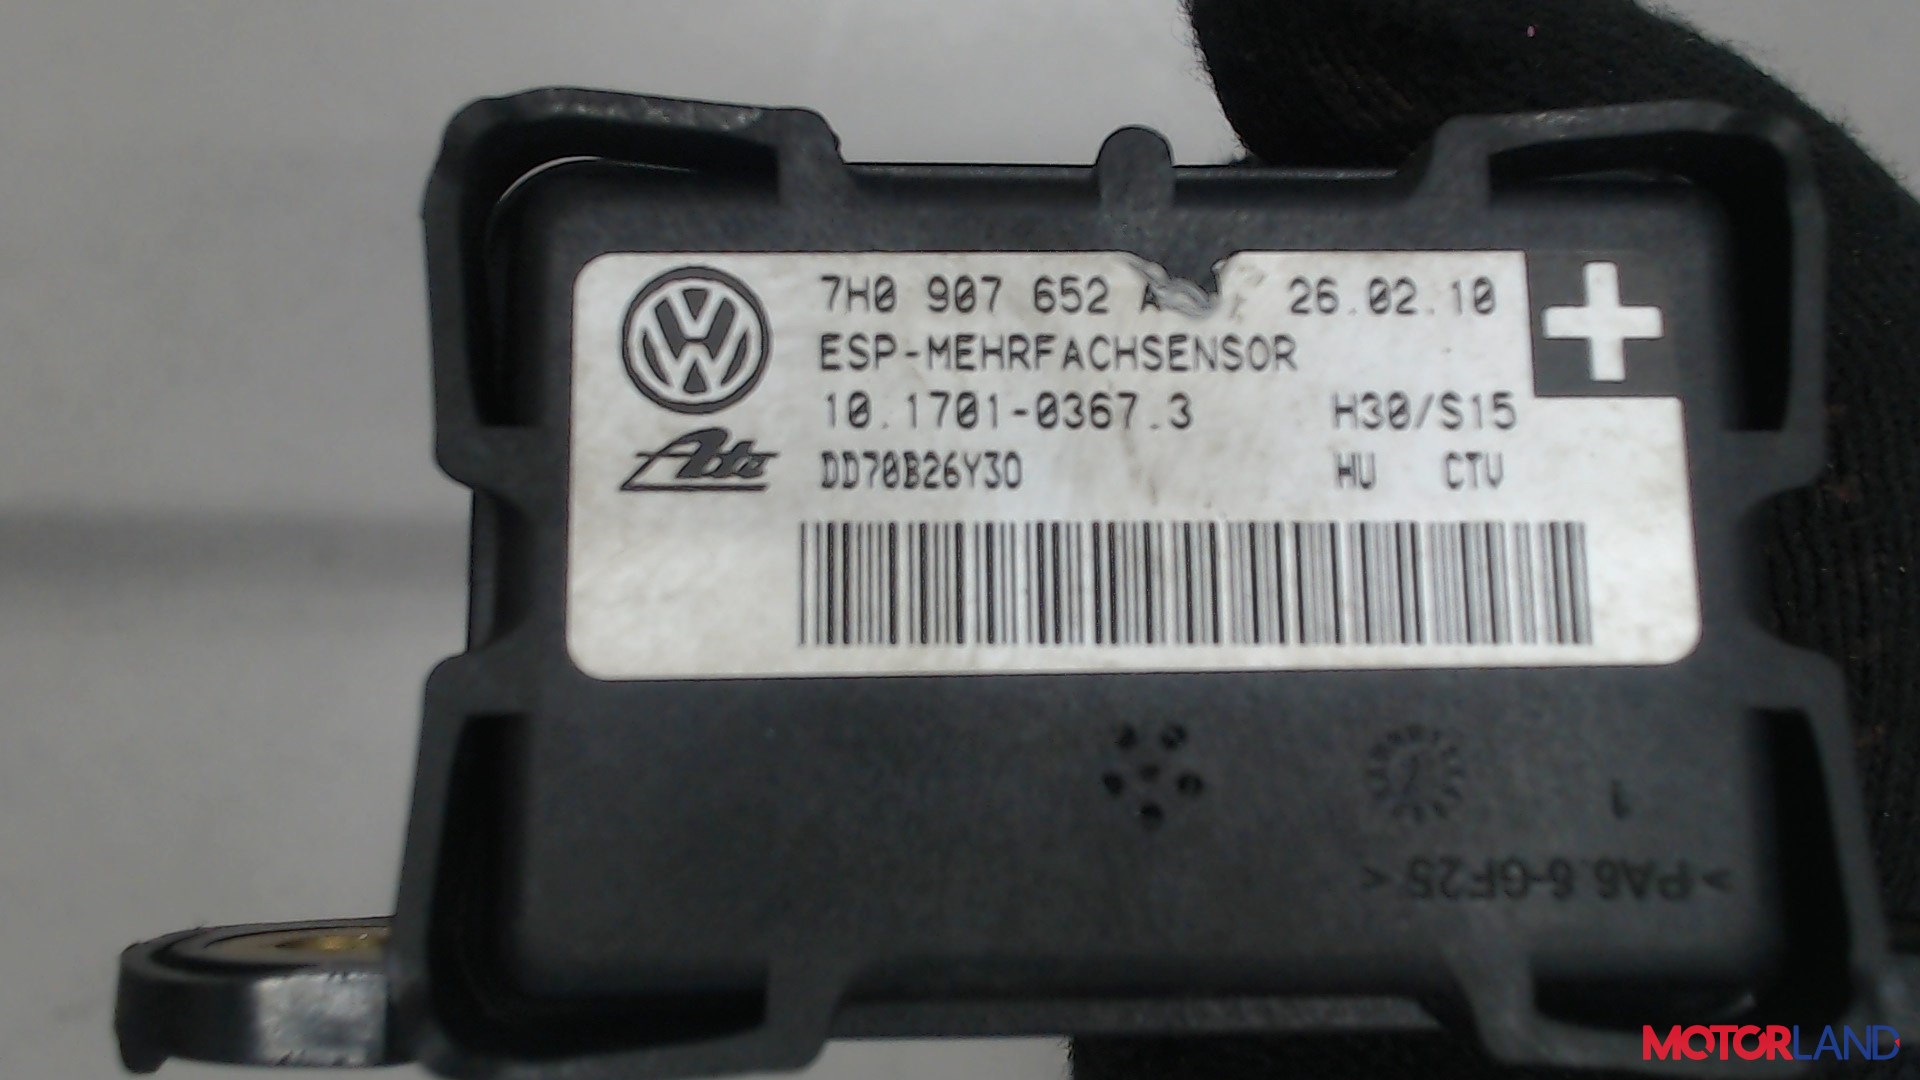 7H0 907 652 A 26.02.10
ESP-MEHRFACHSENSOR
10.1701-0367.3 H30/S15
Ate DD70B26Y30 HU CTV
1
>PA6.6-GF25<
MOTORLAND